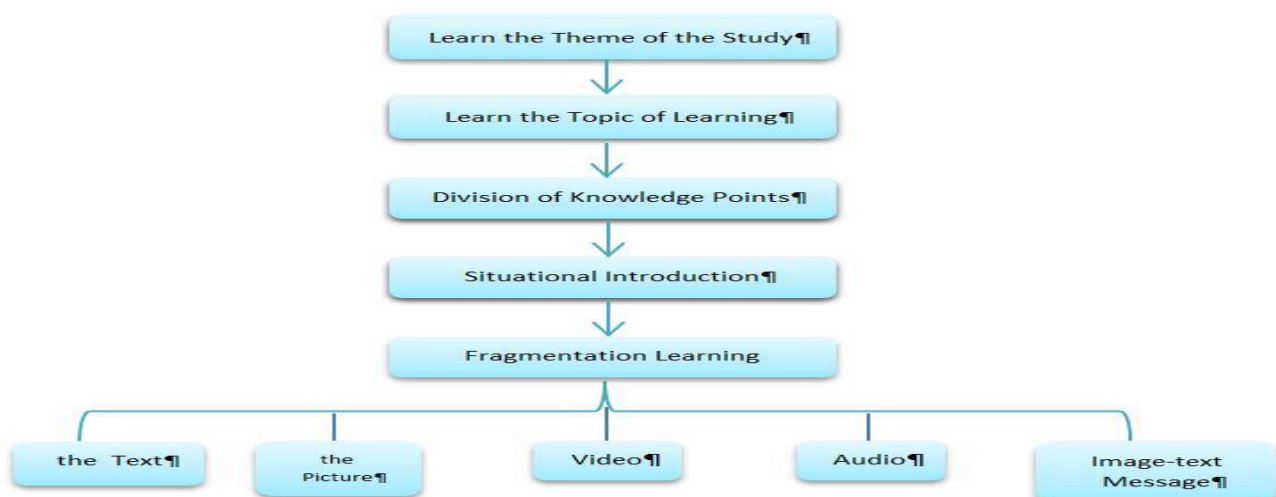 Learn the Theme of the Study¶
Learn the Topic of Learning¶
Division of Knowledge Points¶
Situational Introduction¶
Fragmentation Learning
the Text¶
the
Picture¶
Video¶
Audio¶
Image-text
Message¶